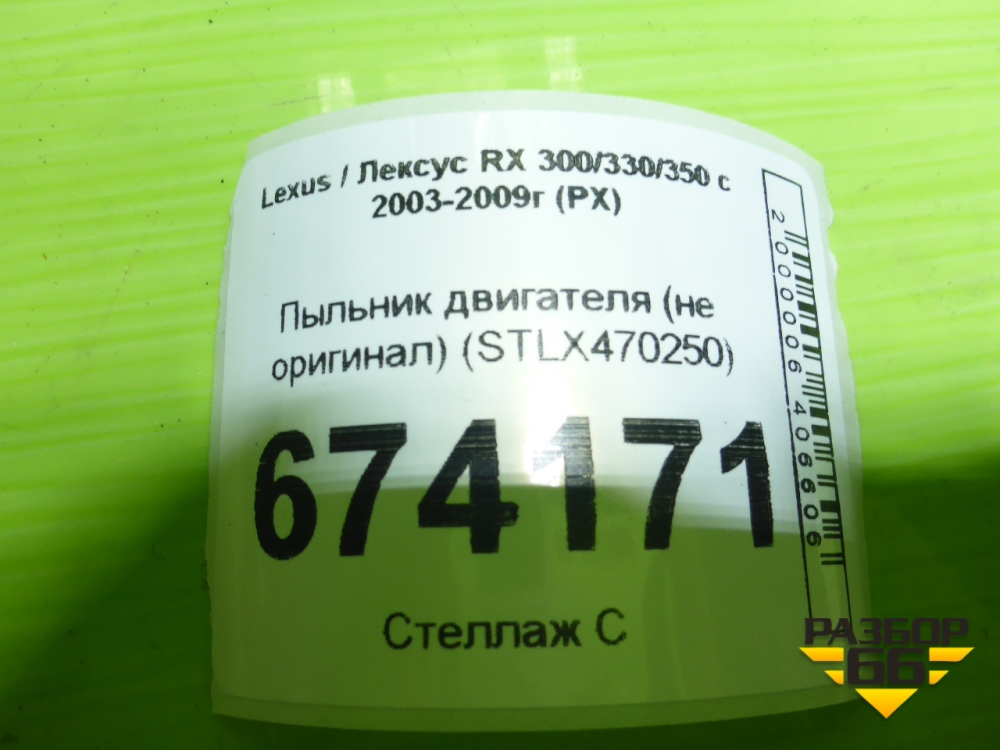 Lexus / Лексус RX 300/330/350 с
2003-2009г (РХ)
Пыльник двигателя (не
оригинал) (STLX470250)
674171
Стеллаж С
2000006406606
РАЗБОР
66